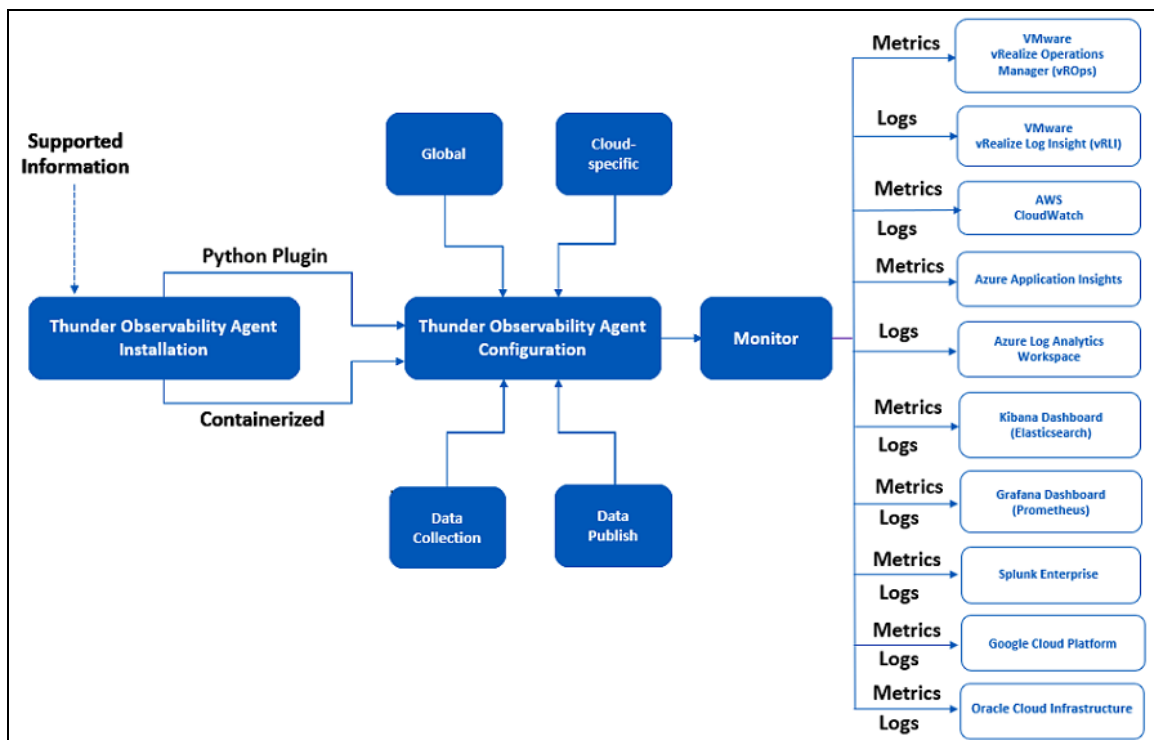 Supported
Information
Thunder Observability Agent
Installation
Python Plugin
Containerized
Global
Cloud-
specific
Thunder Observability Agent
Configuration
Data
Collection
Data
Publish
Monitor
Metrics
VMware
vRealize Operations
Manager (vROps)
Logs
VMware
vRealize Log Insight (vRLI)
Metrics
Logs
AWS
CloudWatch
Metrics
Azure Application Insights
Logs
Azure Log Analytics
Workspace
Metrics
Logs
Kibana Dashboard
(Elasticsearch)
Metrics
Logs
Grafana Dashboard
(Prometheus)
Metrics
Logs
Splunk Enterprise
Metrics
Logs
Google Cloud Platform
Metrics
Logs
Oracle Cloud Infrastructure